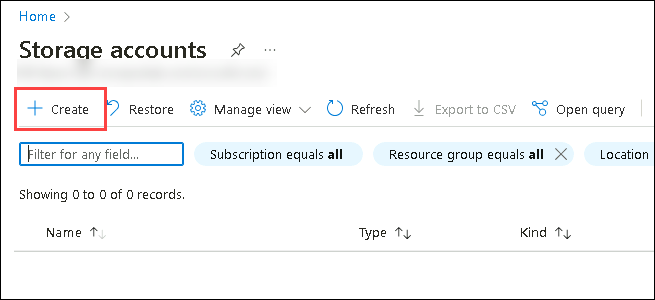 Home >
Storage accounts ...
+ Create Restore Manage view Refresh Export to CSV Open query
Filter for any field... Subscription equals all Resource group equals all Location
Showing 0 to 0 of 0 records.
Name ↑↓ Type ↑↓ Kind ↑↓